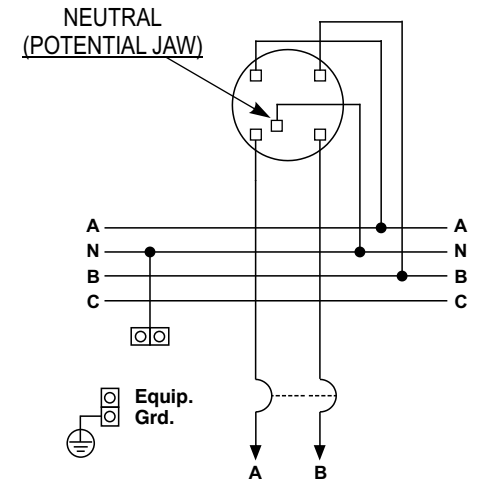 NEUTRAL
(POTENTIAL JAW)
A A
N N
B B
C C
Equip.
Grd.
A B